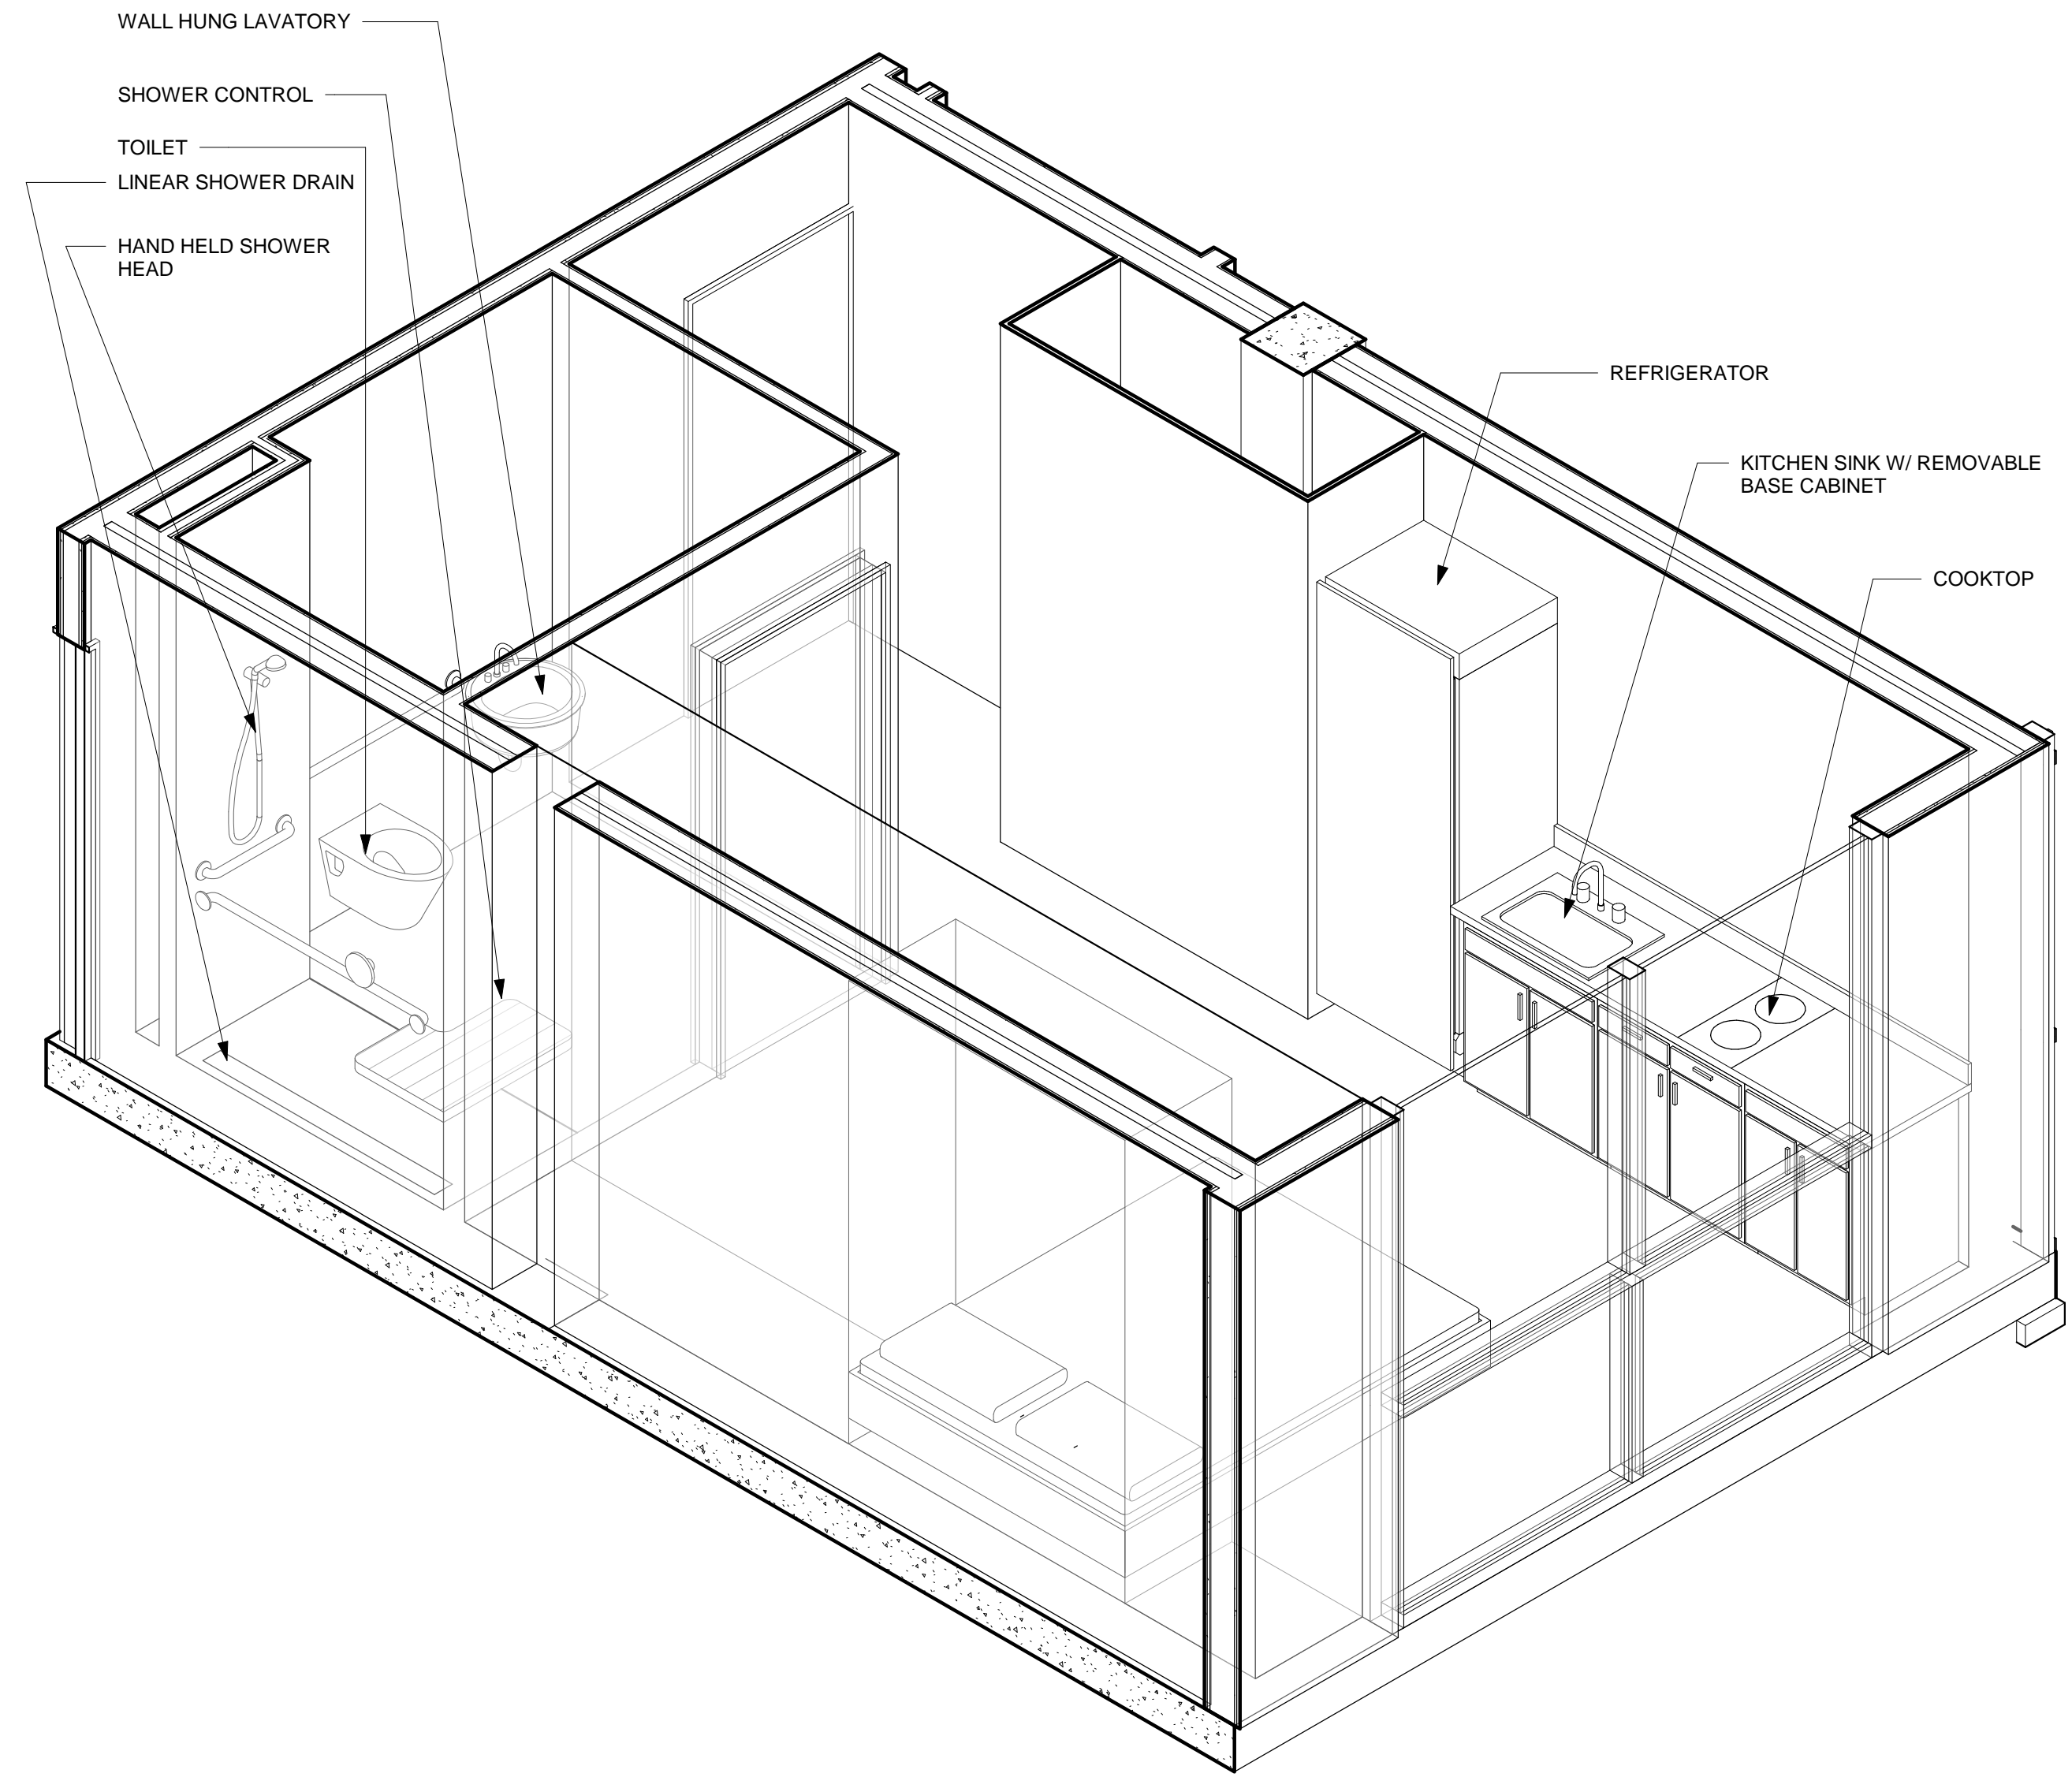 WALL HUNG LAVATORY
SHOWER CONTROL
TOILET
LINEAR SHOWER DRAIN
HAND HELD SHOWER
HEAD
REFRIGERATOR
KITCHEN SINK W/ REMOVABLE
BASE CABINET
COOKTOP